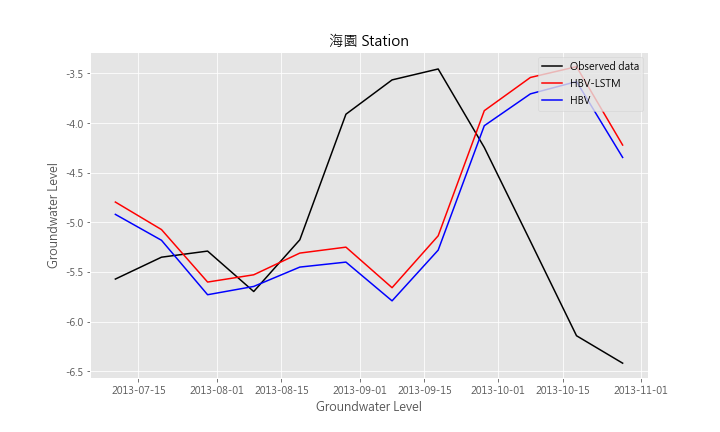 海園 Station
Observed data
HBV-LSTM
HBV
Groundwater Level
-3.5
-4.0
-4.5
-5.0
-5.5
-6.0
-6.5
2013-07-15 2013-08-01 2013-08-15 2013-09-01 2013-09-15 2013-10-01 2013-10-15 2013-11-01
Groundwater Level